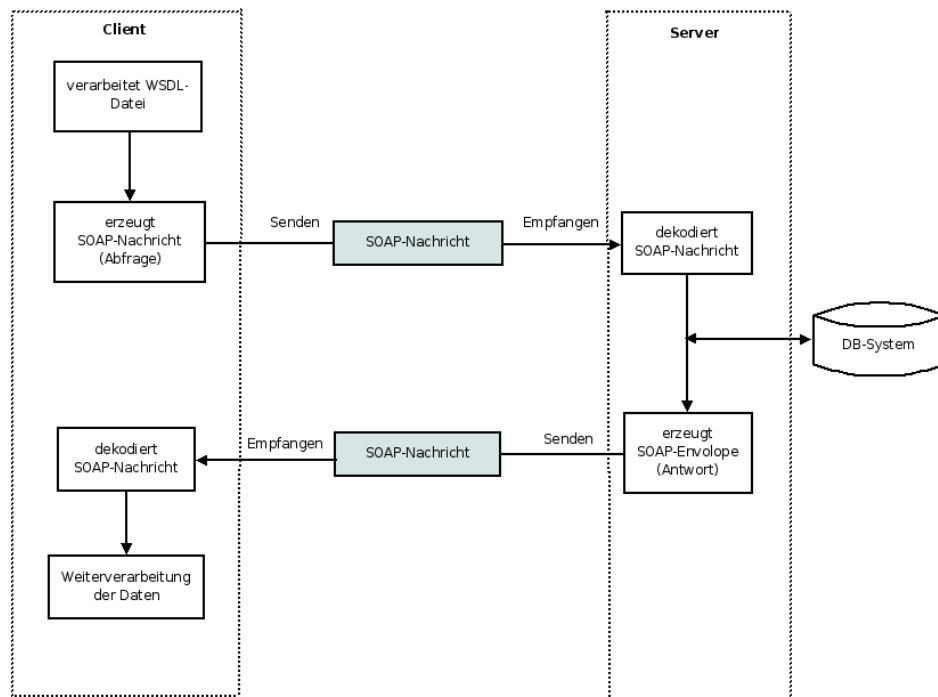 Client
Server
verarbeitet WSDL-
Datei
erzeugt
SOAP-Nachricht
(Abfrage)
Senden
SOAP-Nachricht
Empfangen
dekodiert
SOAP-Nachricht
DB-System
erzeugt
SOAP-Envolope
(Antwort)
Senden
SOAP-Nachricht
Empfangen
dekodiert
SOAP-Nachricht
Weiterverarbeitung
der Daten